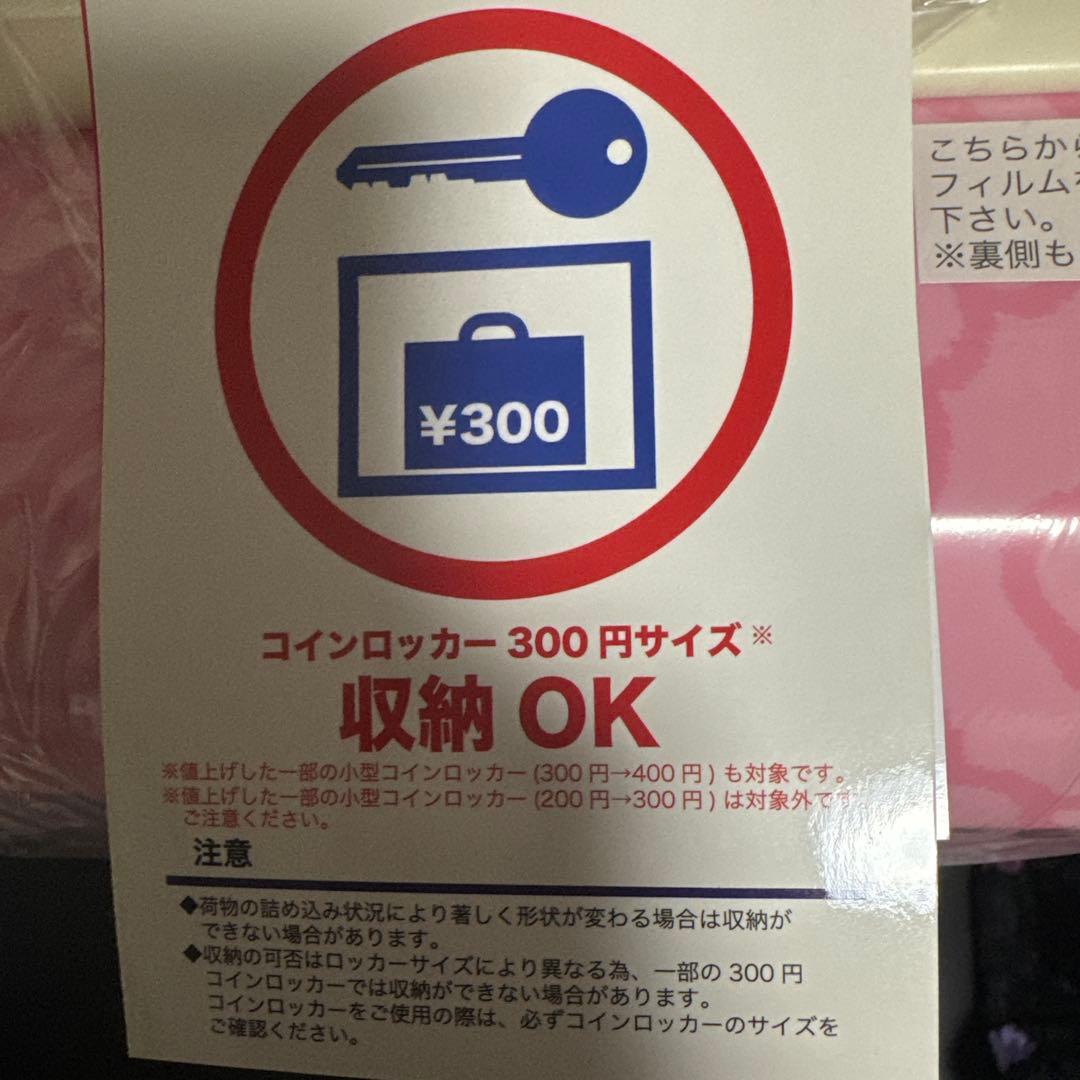 ¥300
コインロッカー 300 円サイズ ※
収納 OK
※値上げした一部の小型コインロッカー (300 円→400 円) も対象です。
※値上げした一部の小型コインロッカー (200 円→300 円) は対象外です
ご注意ください。
注意
◆荷物の詰め込み状況により著しく形状が変わる場合は収納が
できない場合があります。
◆収納の可否はロッカーサイズにより異なる為、一部の 300 円
コインロッカーでは収納ができない場合があります。
コインロッカーをご使用の際は、必ずコインロッカーのサイズを
ご確認ください。
こちらから
フィルムを
下さい。
※裏側も